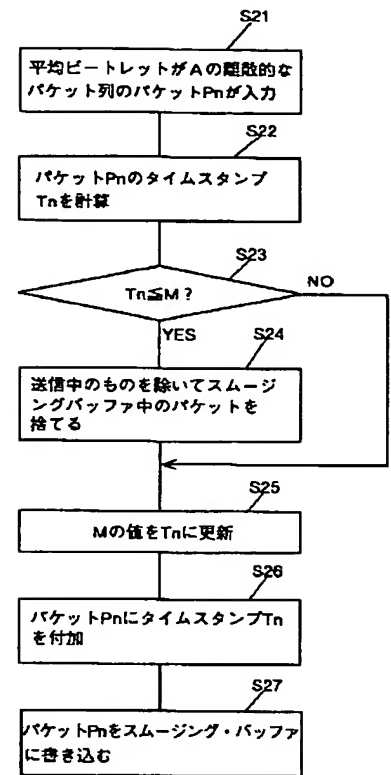 S21
平均ビートレットがAの離散的な
パケット列のパケットPnが入力
S22
パケットPnのタイムスタンプ
Tnを計算
S23
Tn≦M?
NO
YES
S24
送信中のものを除いてスムージ
ングバッファ中のパケットを
捨てる
S25
Mの値をTnに更新
S26
パケットPnにタイムスタンプTn
を付加
S27
パケットPnをスムージング・バッファ
に書き込む